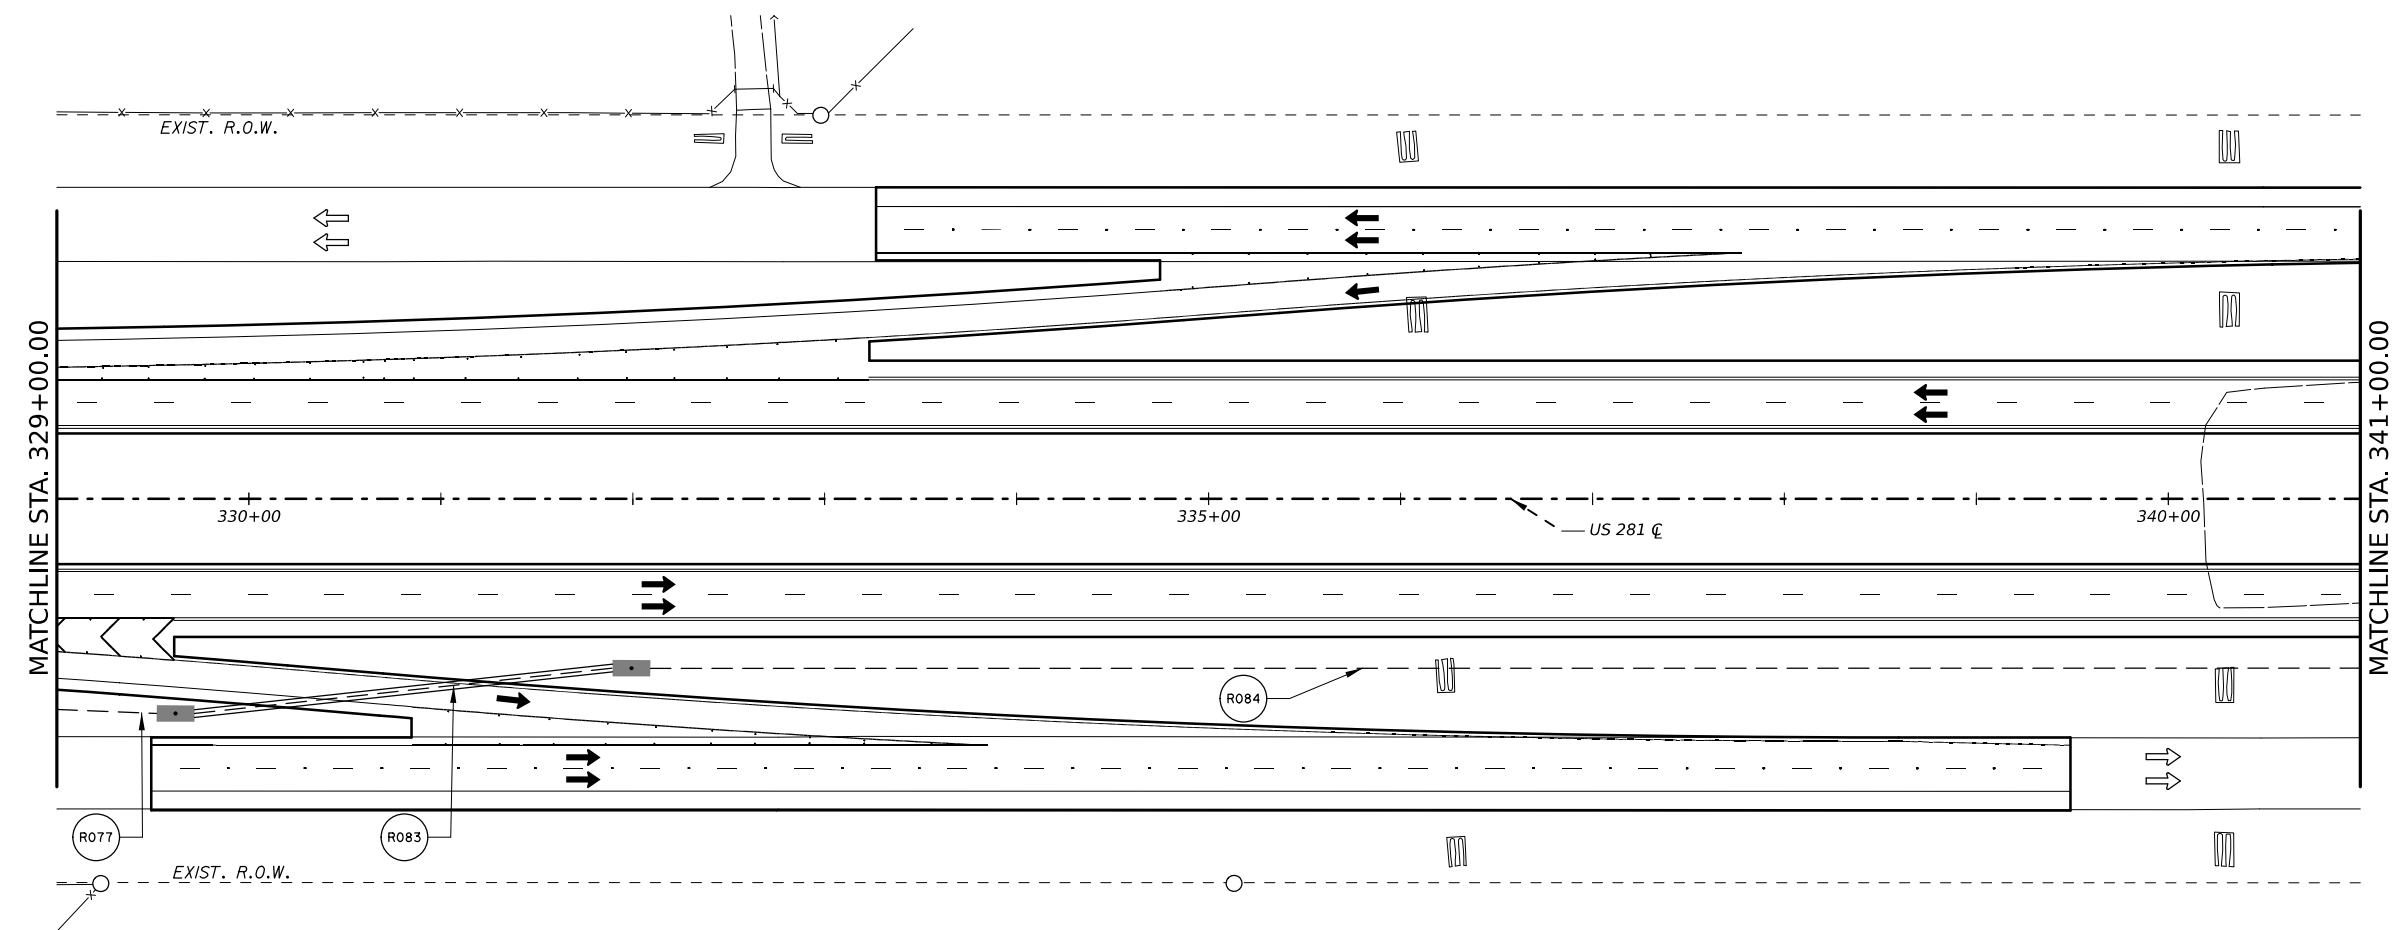 EXIST. R.O.W.
MATCHLINE STA. 329+00.00
MATCHLINE STA. 341+00.00
330+00
335+00
340+00
US 281 ℄
R084
R077
R083
EXIST. R.O.W.